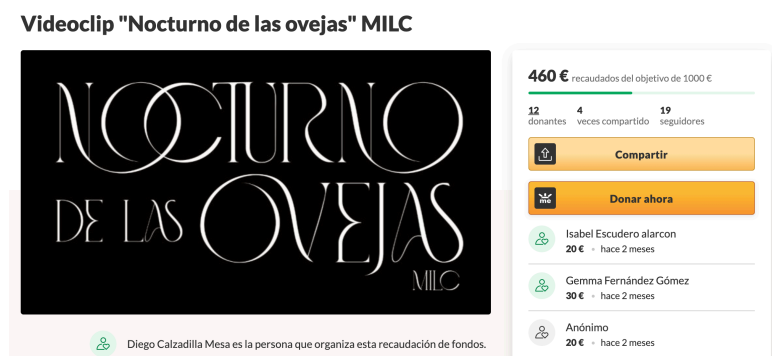 Videoclip "Nocturno de las ovejas" MILC
NOCTURNO
DE LAS OVEJAS
MILC
460 € recaudados del objetivo de 1000 €
12 4 19
donantes veces compartido seguidores
Compartir
me Donar ahora
Isabel Escudero alarcon
20 € • hace 2 meses
Gemma Fernández Gómez
30 € • hace 2 meses
Anónimo
20 € • hace 2 meses
Diego Calzadilla Mesa es la persona que organiza esta recaudación de fondos.